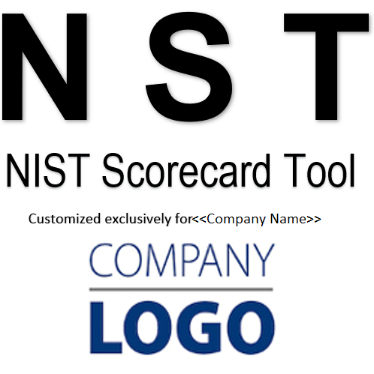 N S T
NIST Scorecard Tool
Customized exclusively for<<Company Name>>
COMPANY
LOGO